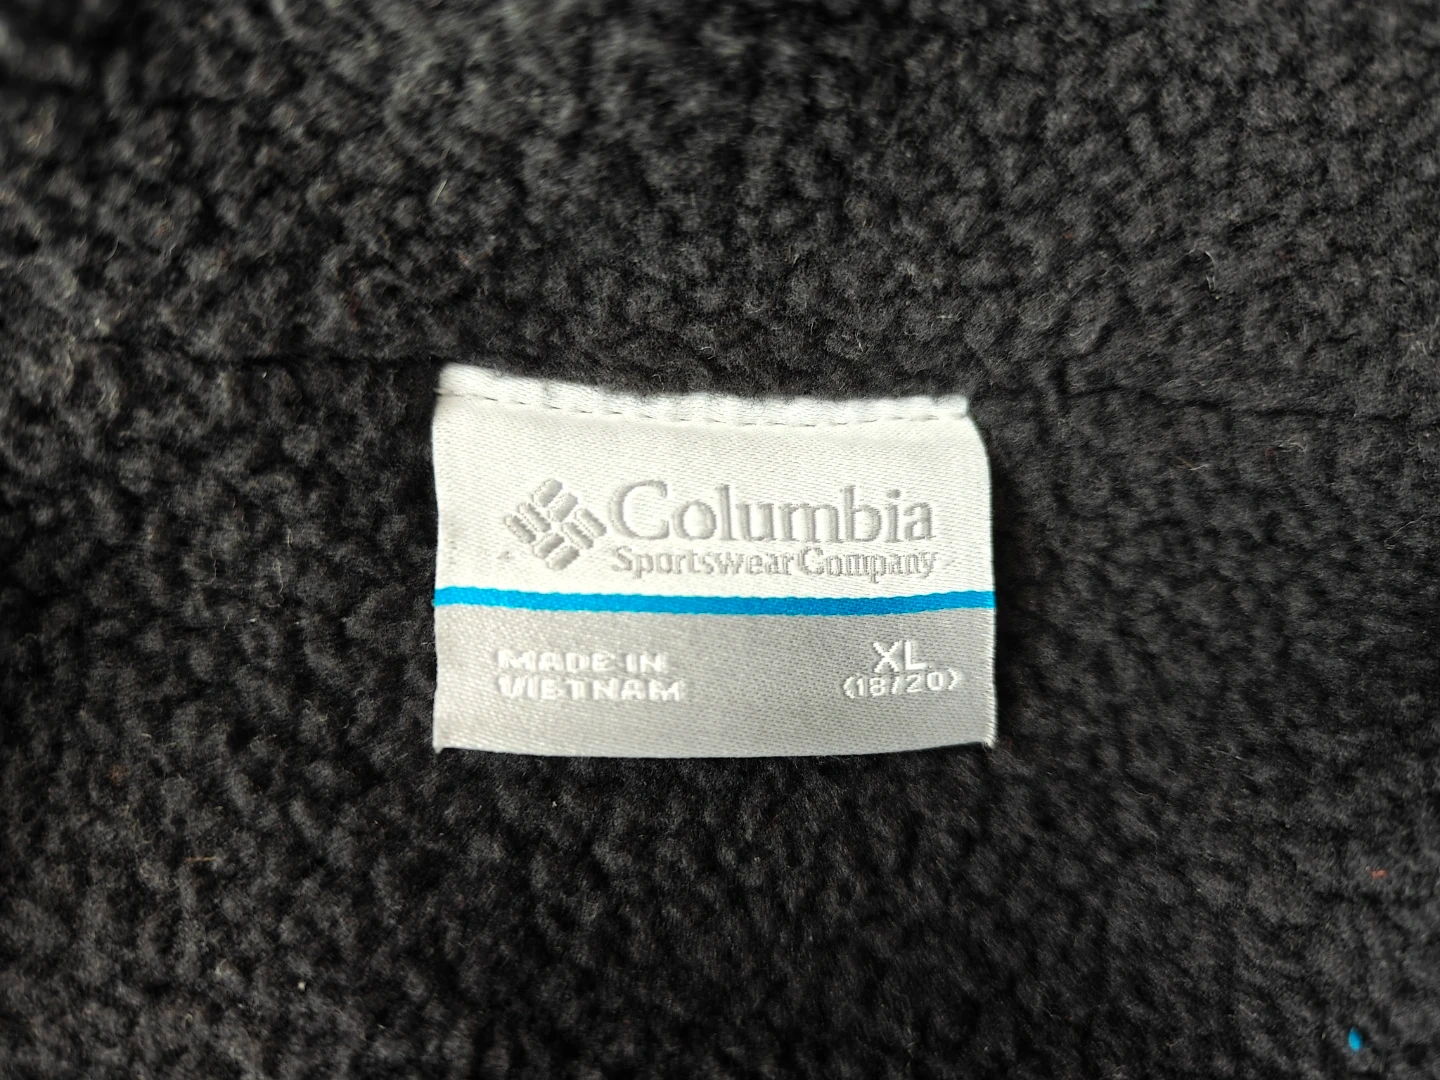 Columbia
Sportswear Company
MADE IN
VIETNAM
XL
(18/20)